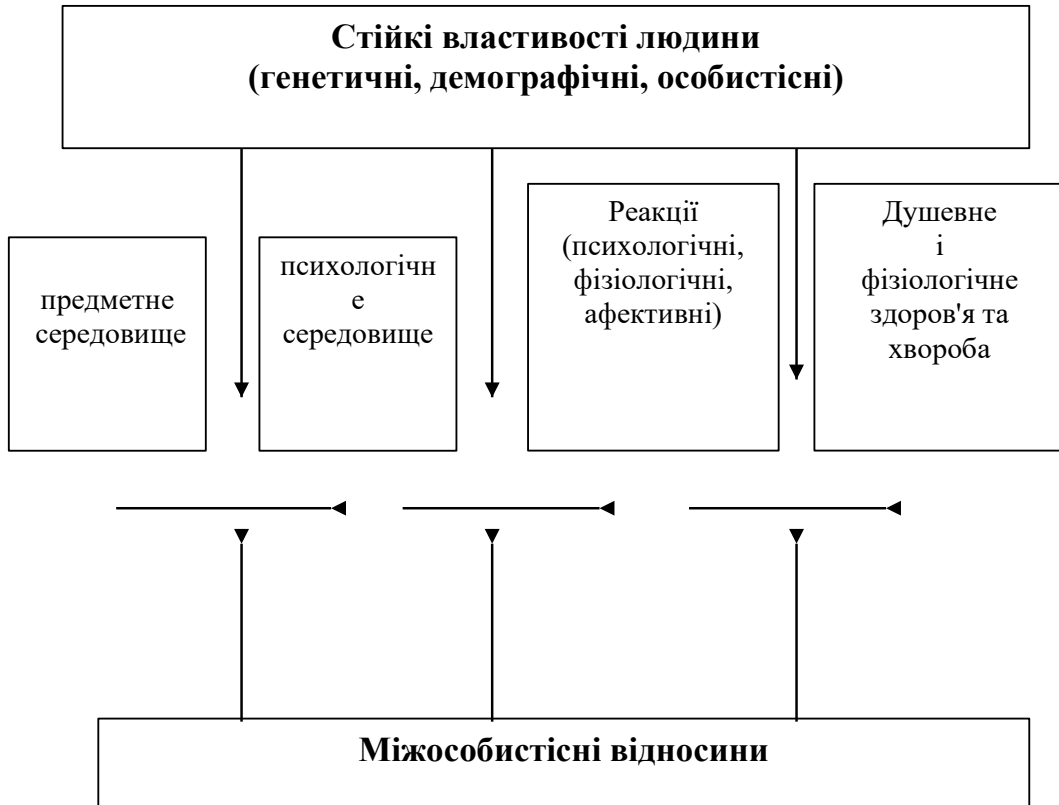 Стійкі властивості людини
(генетичні, демографічні, особистісні)
предметне
середовище
психологічн
е
середовище
Реакції
(психологічні,
фізіологічні,
афективні)
Душевне
і
фізіологічне
здоров'я та
хвороба
Міжособистісні відносини